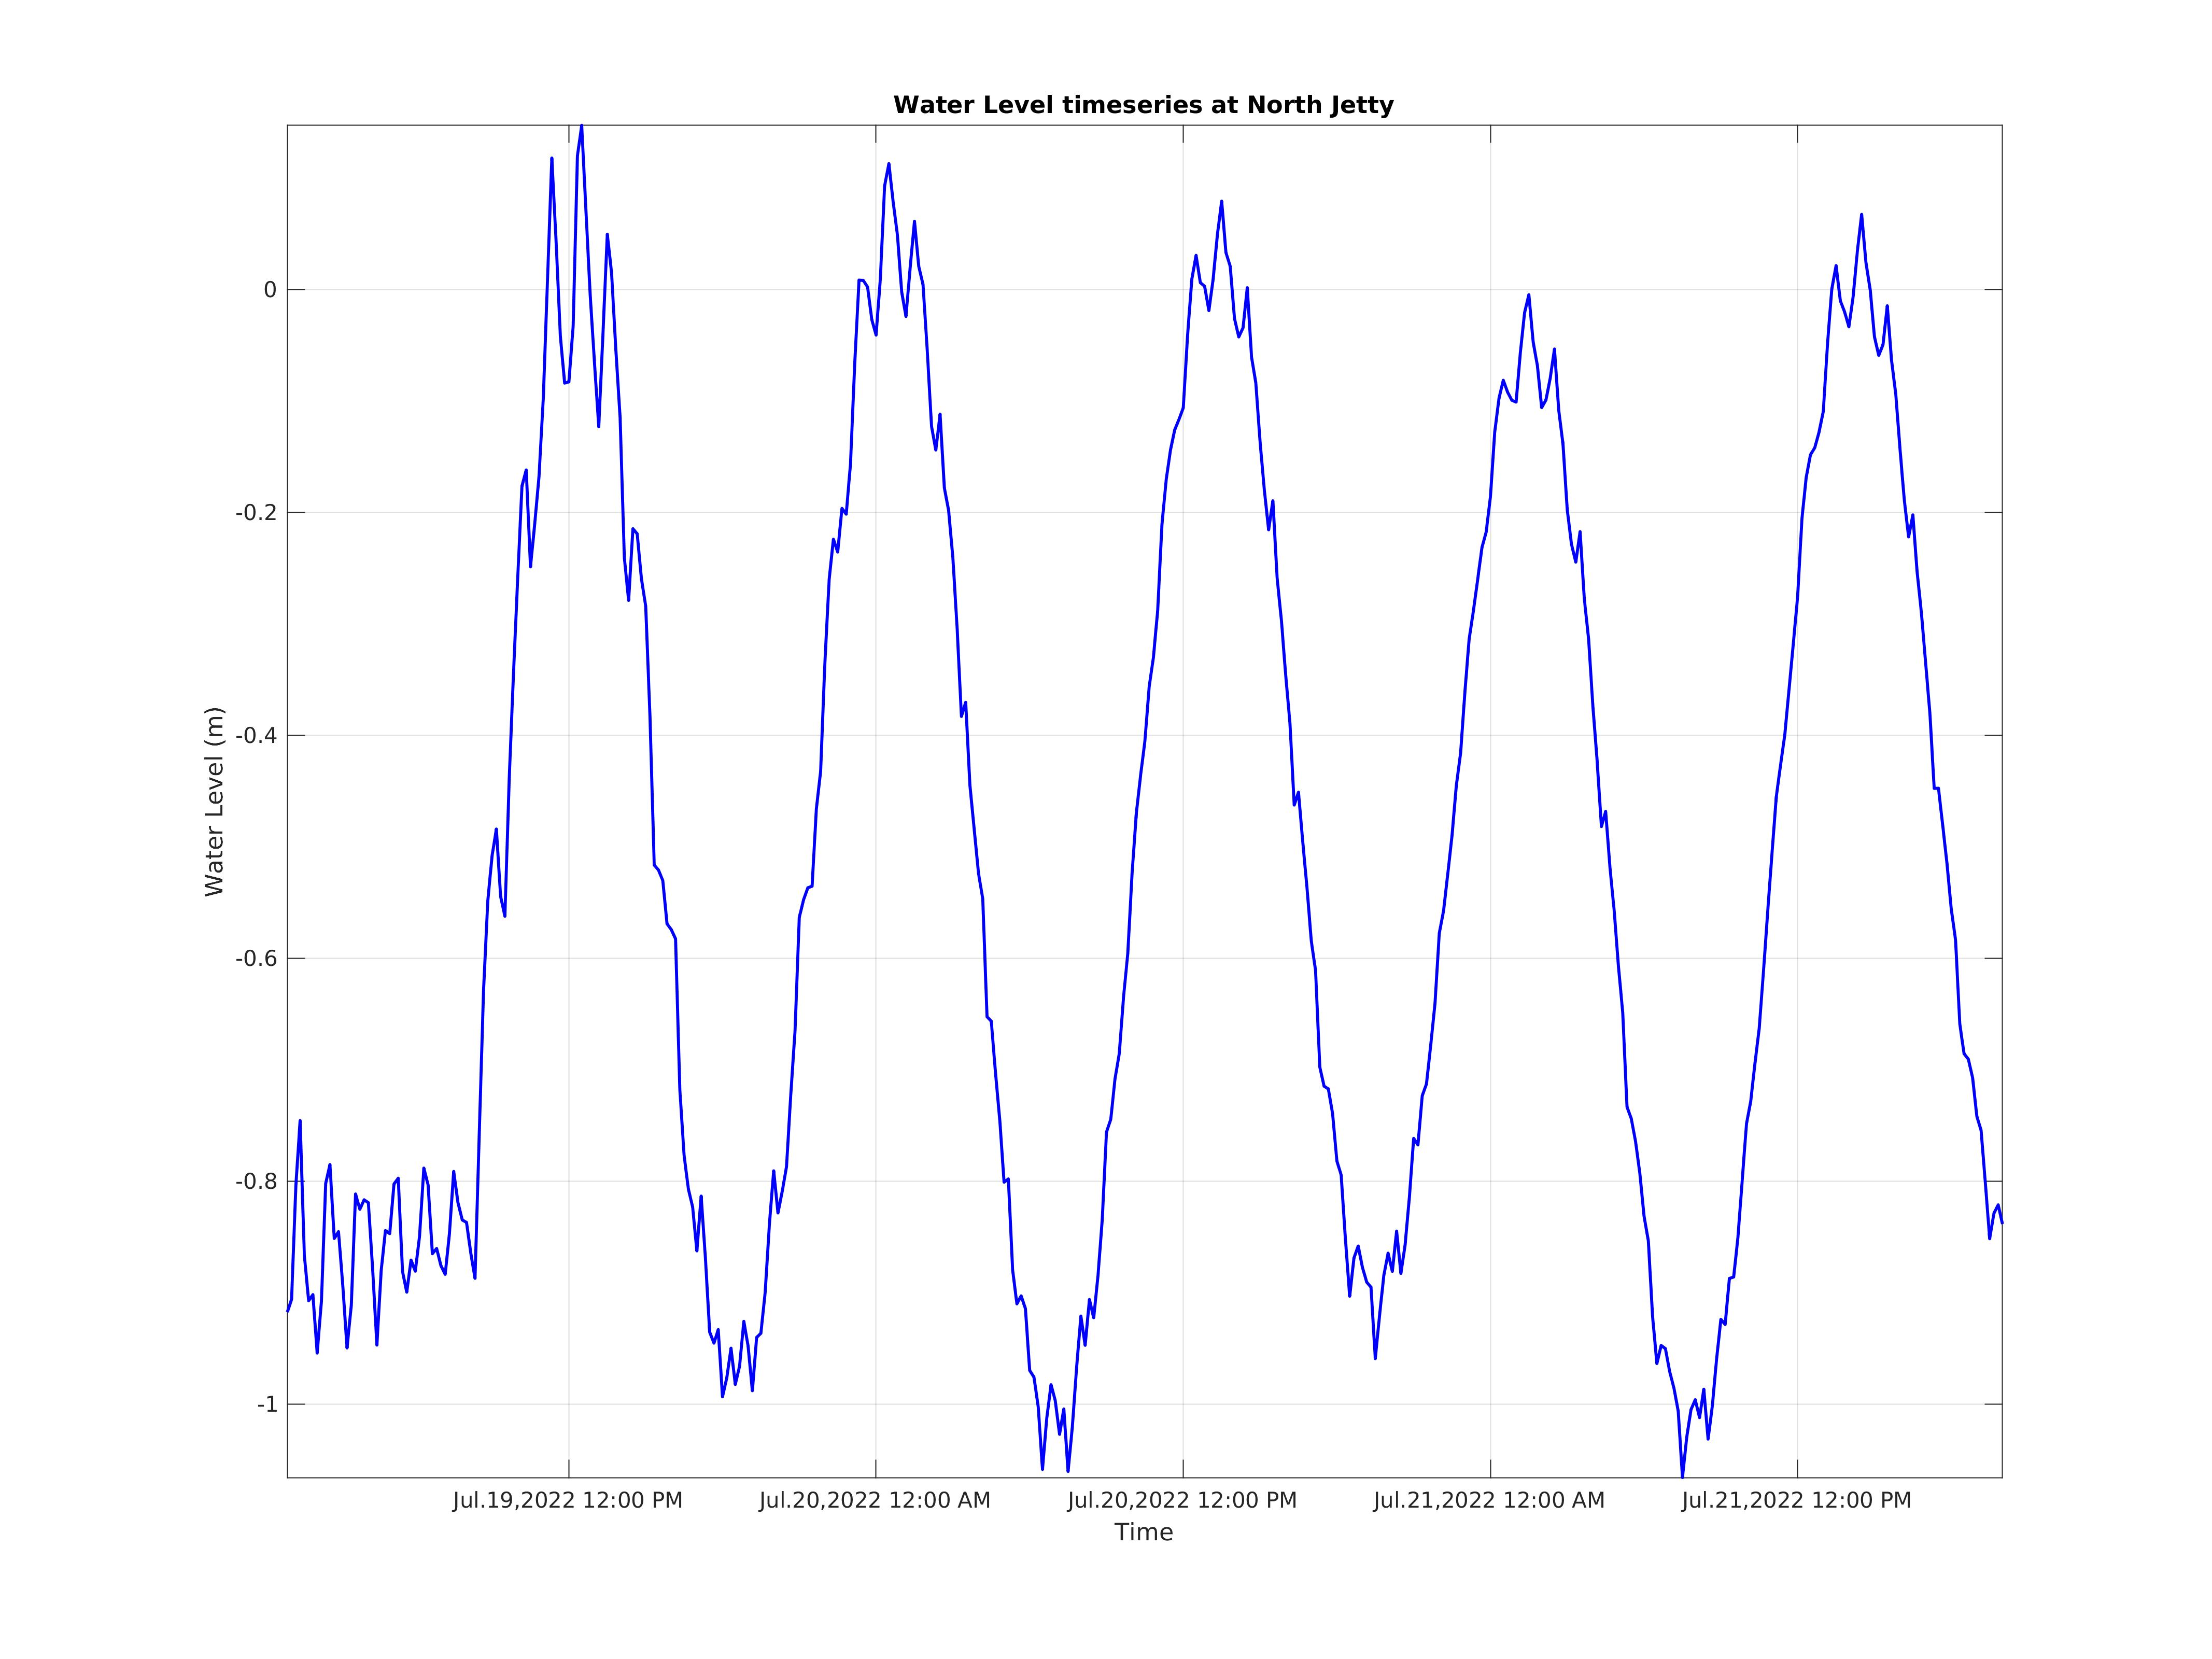 Water Level timeseries at North Jetty
Water Level (m)
0
-0.2
-0.4
-0.6
-0.8
-1
Jul.19,2022 12:00 PM
Jul.20,2022 12:00 AM
Jul.20,2022 12:00 PM
Jul.21,2022 12:00 AM
Jul.21,2022 12:00 PM
Time